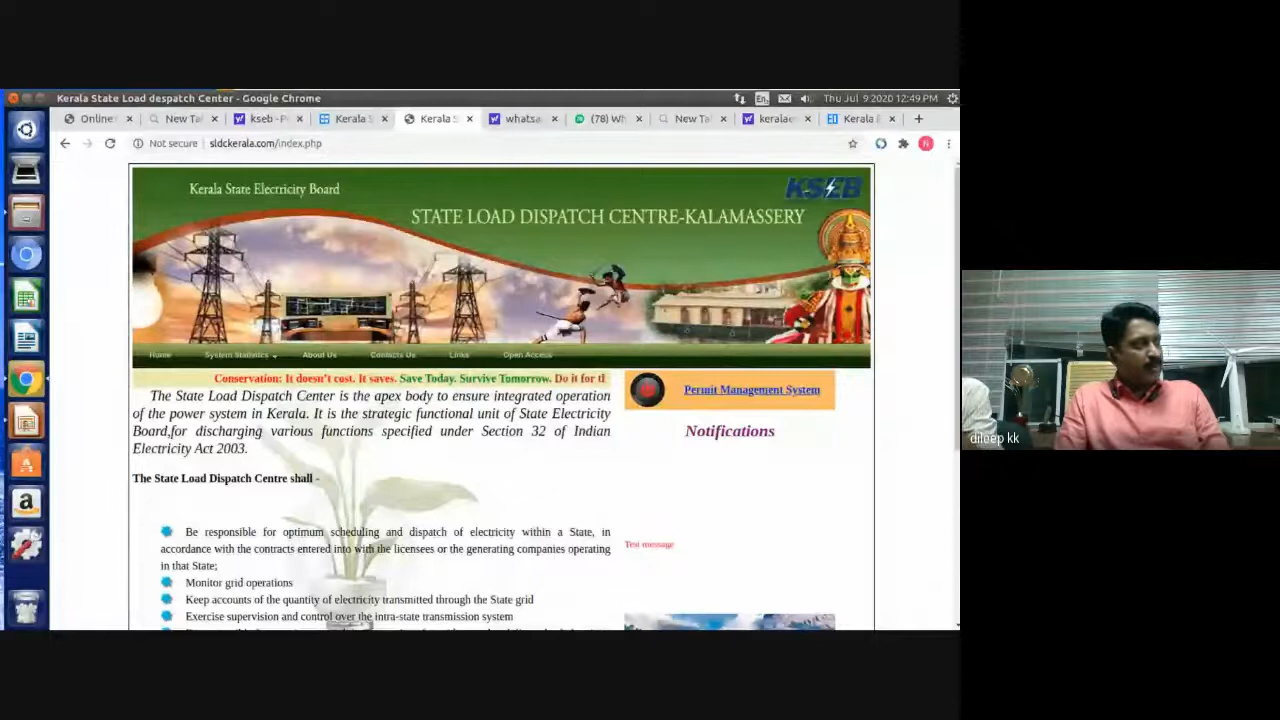 Kerala State Load despatch Center - Google Chrome
En
Thu Jul 9 2020 12:49 PM
Online
New Ta
kseb - P
Kerala S
Kerala S
whatsa
(78) Wh
New Ta
keralae
Kerala
Not secure
sldckerala.com/index.php
N
Kerala State Electricity Board
KSEB
STATE LOAD DISPATCH CENTRE-KALAMASSERY
Home
System Statistics
About Us
Contacts Us
Links
Open Access
Conservation: It doesn't cost. It saves. Save Today. Survive Tomorrow. Do it for tl
The State Load Dispatch Center is the apex body to ensure integrated operation
of the power system in Kerala. It is the strategic functional unit of State Electricity
Board,for discharging various functions specified under Section 32 of Indian
Electricity Act 2003.
The State Load Dispatch Centre shall -
Be responsible for optimum scheduling and dispatch of electricity within a State, in
accordance with the contracts entered into with the licensees or the generating companies operating
in that State;
Monitor grid operations
Keep accounts of the quantity of electricity transmitted through the State grid
Exercise supervision and control over the intra-state transmission system
Permit Management System
Notifications
Test message
dileep kk